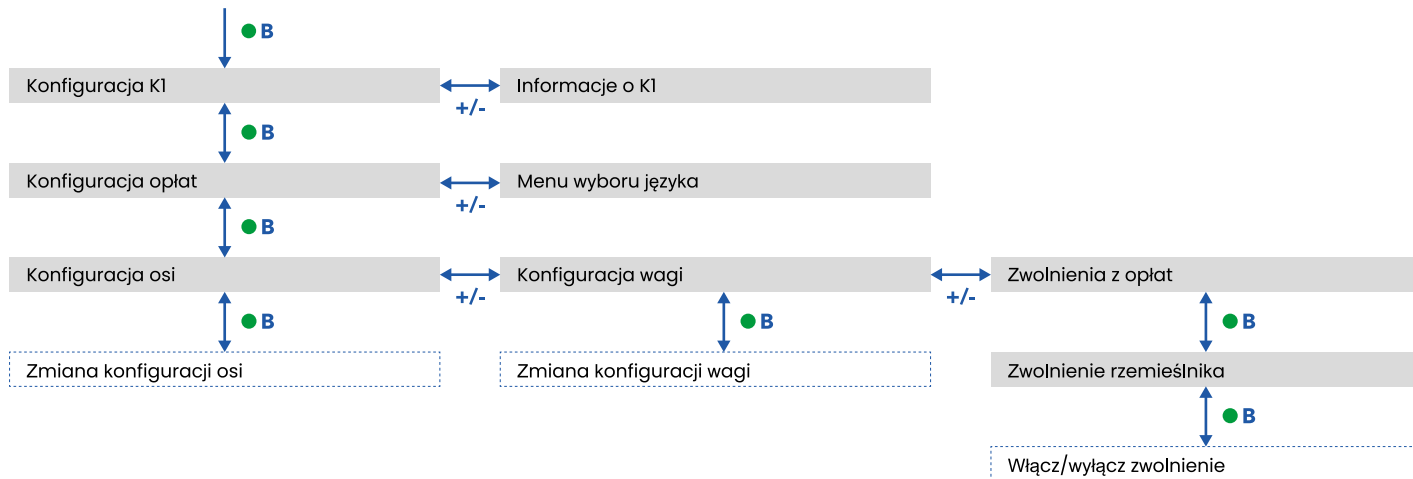 B
Konfiguracja K1
+/-
Informacje o K1
B
Konfiguracja opłat
+/-
Menu wyboru języka
B
Konfiguracja osi
+/-
Konfiguracja wagi
+/-
Zwolnienia z opłat
B
B
B
Zmiana konfiguracji osi
Zmiana konfiguracji wagi
Zwolnienie rzemieślnika
B
Włącz/wyłącz zwolnienie